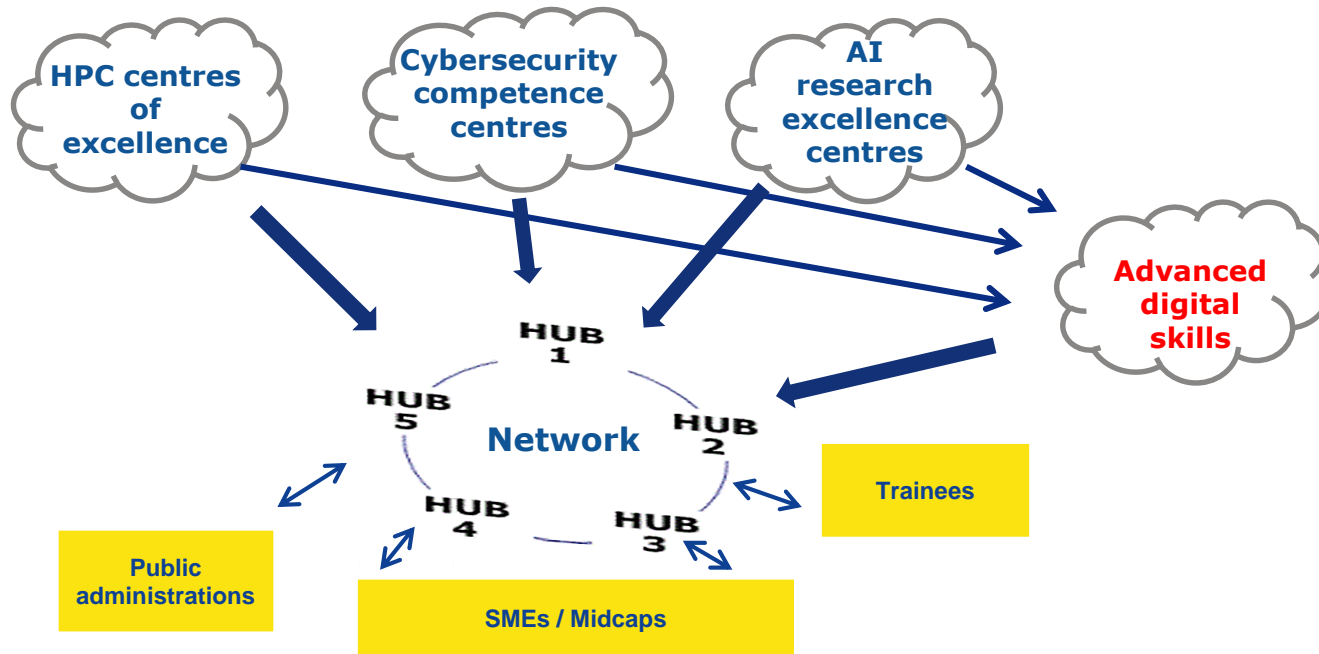 HPC centres
of
excellence
Cybersecurity
competence
centres
AI
research
excellence
centres
Advanced
digital
skills
HUB
1
HUB
5
Network
HUB
2
HUB
4
HUB
3
Trainees
Public
administrations
SMEs / Midcaps